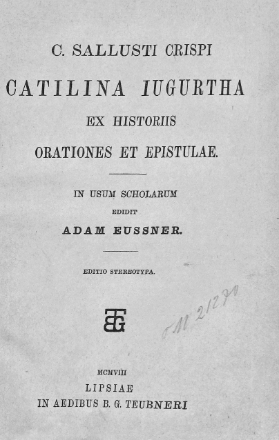 C. SALLUSTI CRISPI
CATILINA IUGURTHA
EX HISTORIIS
ORATIONES ET EPISTULAE.
IN USUM SCHOLARUM
EDIDIT
ADAM EUSSNER.
EDITIO STEREOTYPA.
BTG
MCMVIII
LIPSIAE
IN AEDIBUS B. G. TEUBNERI